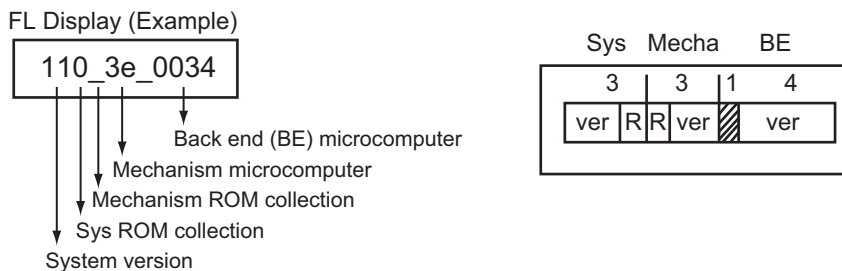 FL Display (Example)
110_3e_0034
Back end (BE) microcomputer
Mechanism microcomputer
Mechanism ROM collection
Sys ROM collection
System version
Sys Mecha BE
3 3 1 4
ver R R ver ver